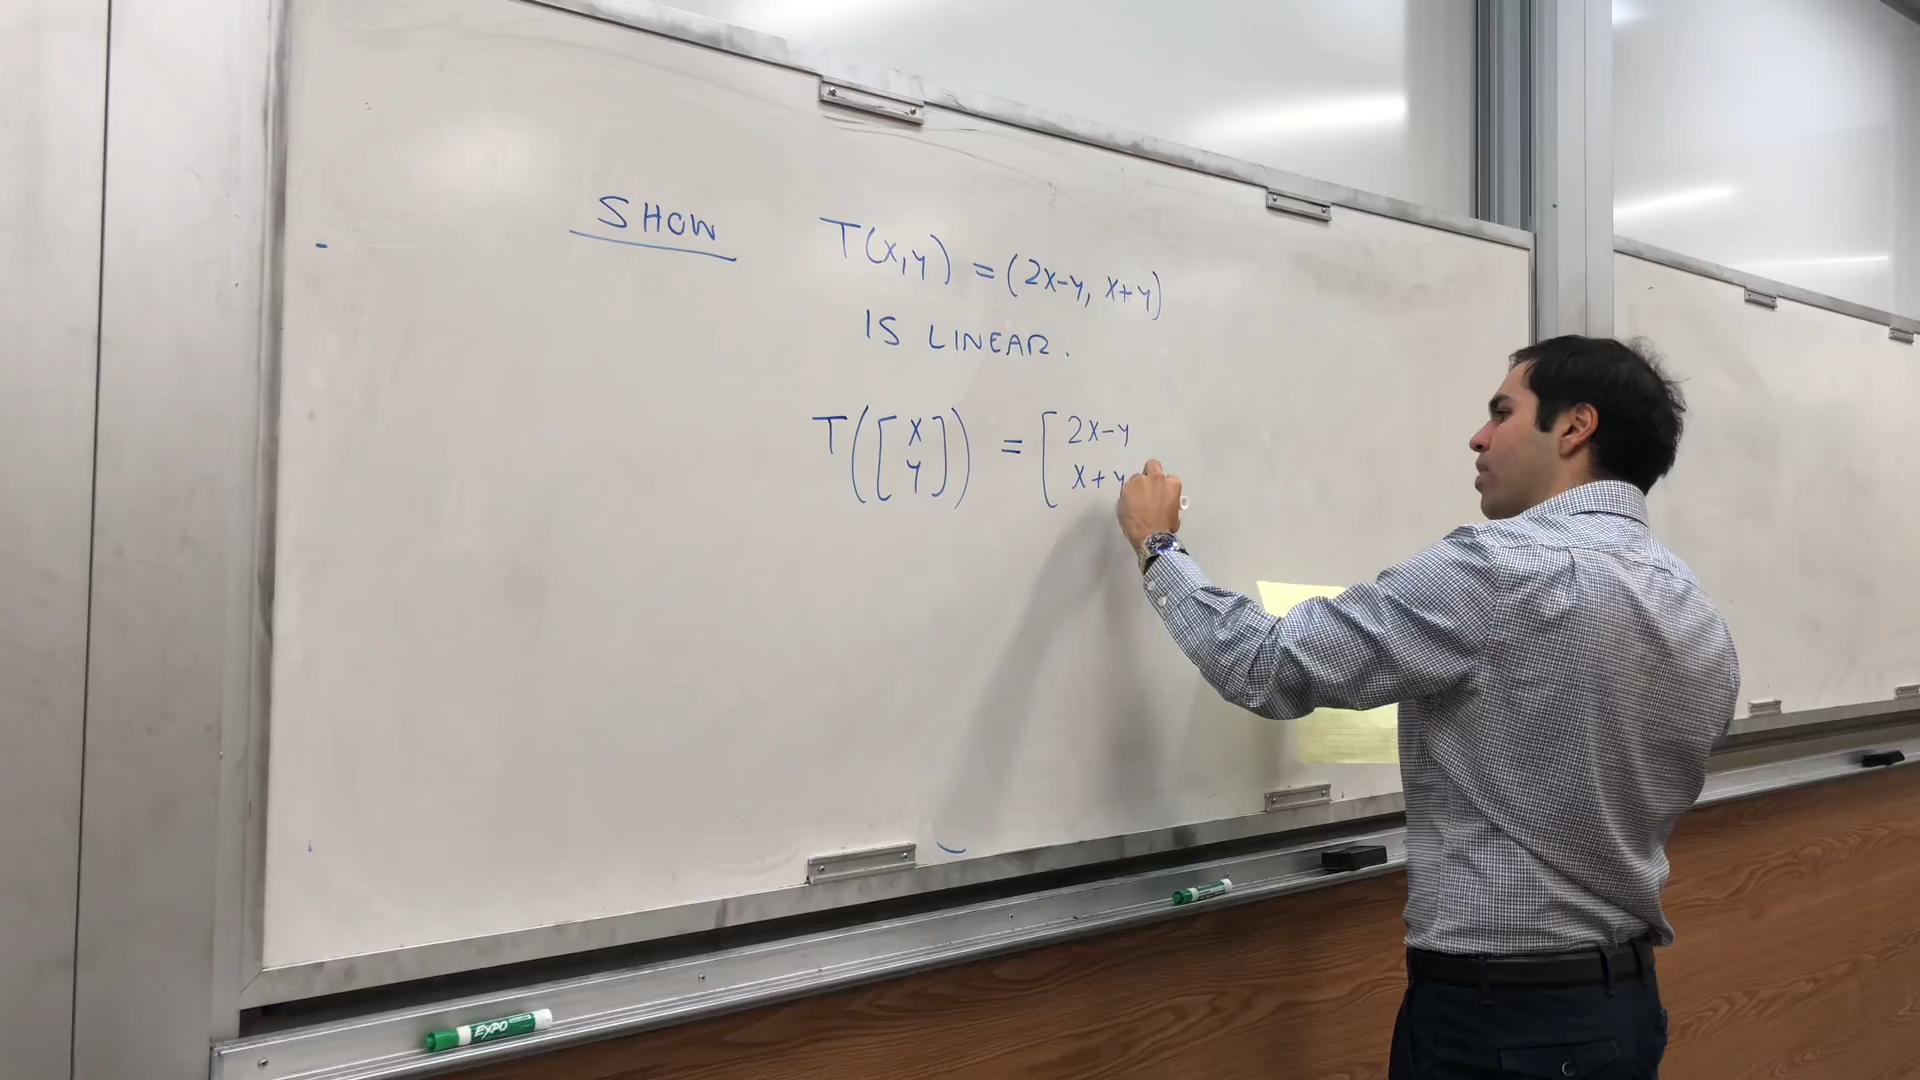 SHOW T(x,y) = (2x-y, x+y)
IS LINEAR.
T([x y]) = [2x-y
x+y
EXPO